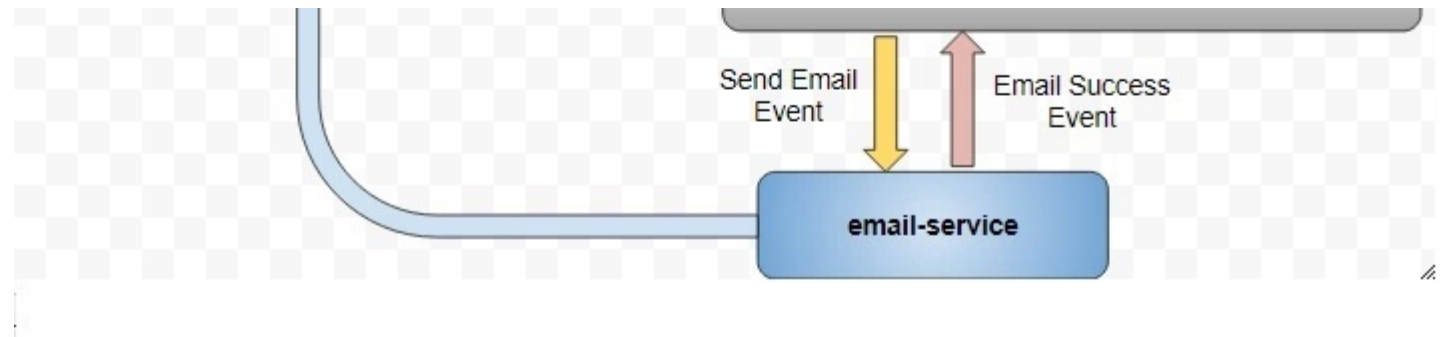 Send Email
Event
Email Success
Event
email-service